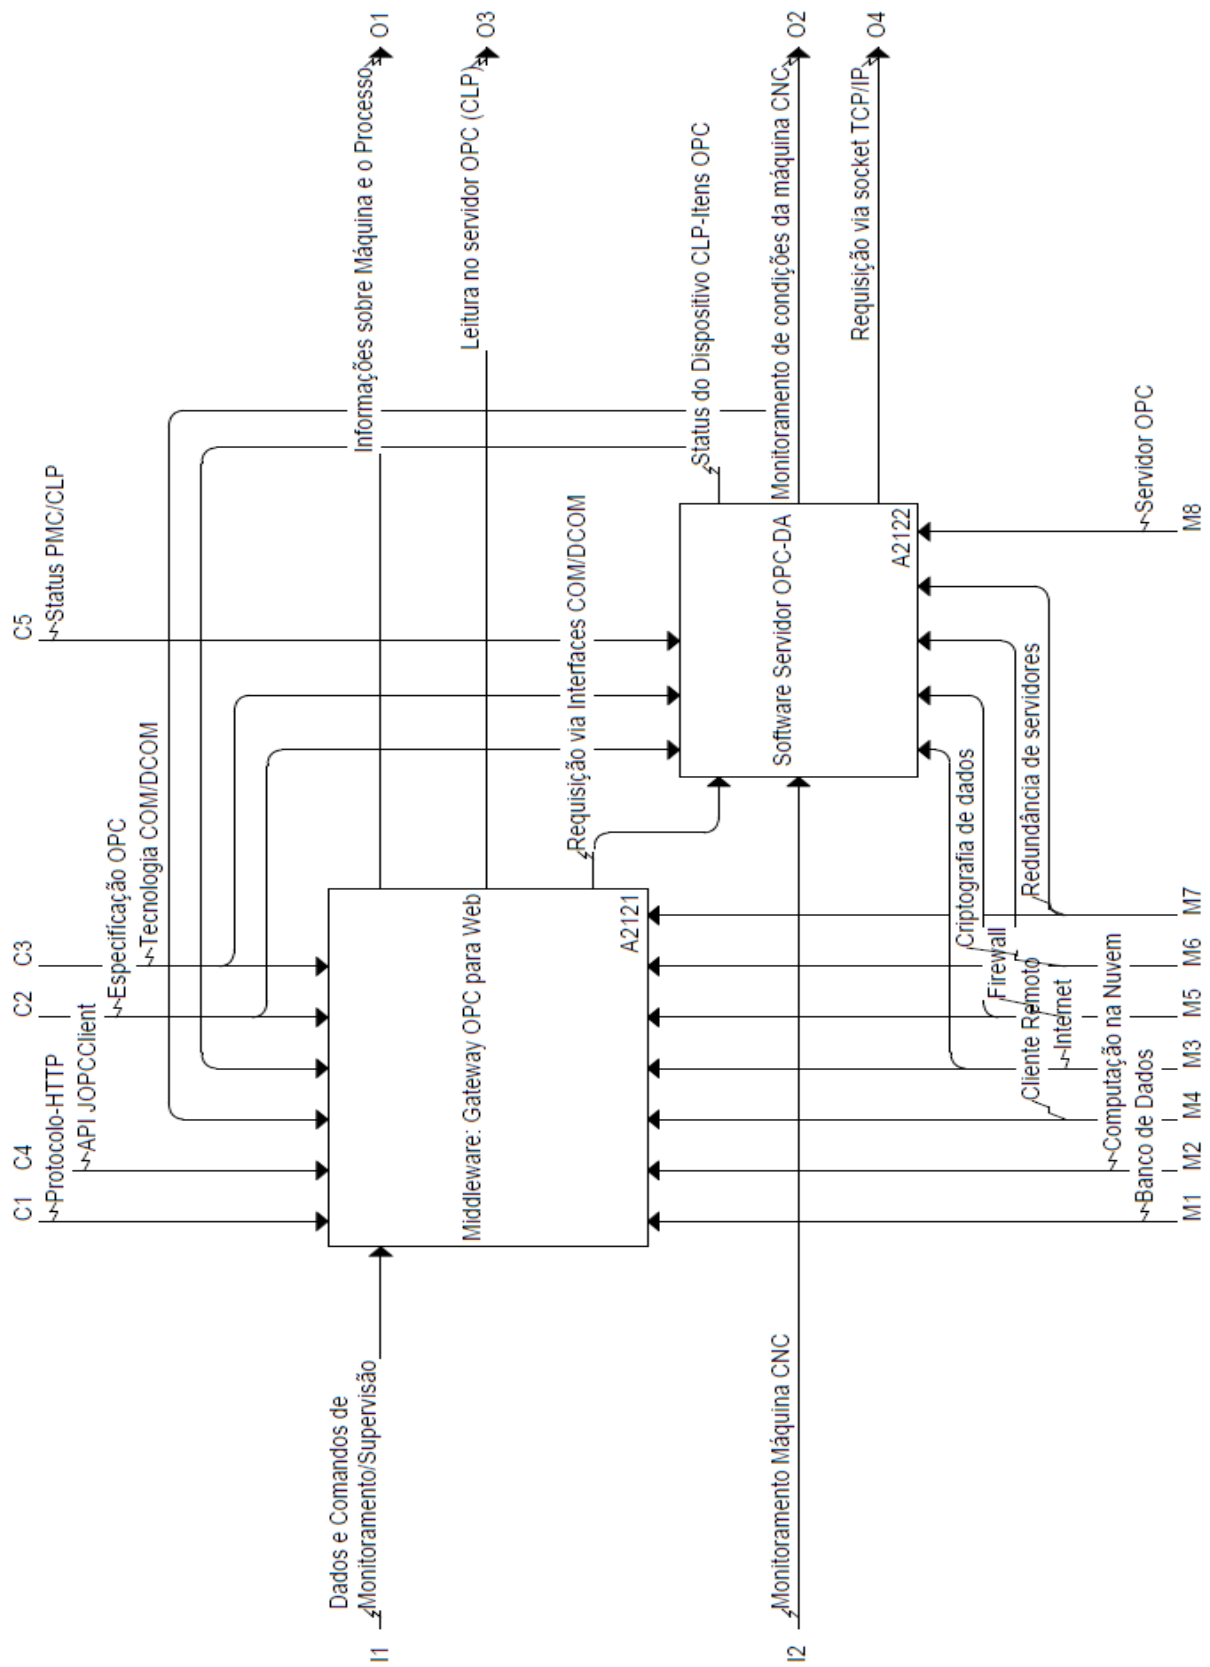 C1
C4
C2
C3
C5
Protocolo-HTTP
API JOPCClient
Especificação OPC
Tecnologia COM/DCOM
Status PMC/CLP
I1
Dados e Comandos de
Monitoramento/Supervisão
Middleware: Gateway OPC para Web
A2121
Informações sobre Máquina e o Processo
O1
Leitura no servidor OPC (CLP)
O3
Requisição via Interfaces COM/DCOM
Status do Dispositivo CLP-Itens OPC
I2
Monitoramento Máquina CNC
Software Servidor OPC-DA
A2122
Monitoramento de condições da máquina CNC
O2
Requisição via socket TCP/IP
O4
Criptografia de dados
Firewall
Redundância de servidores
Cliente Remoto
Internet
Computação na Nuvem
Banco de Dados
Servidor OPC
M1
M2
M4
M3
M5
M6
M7
M8